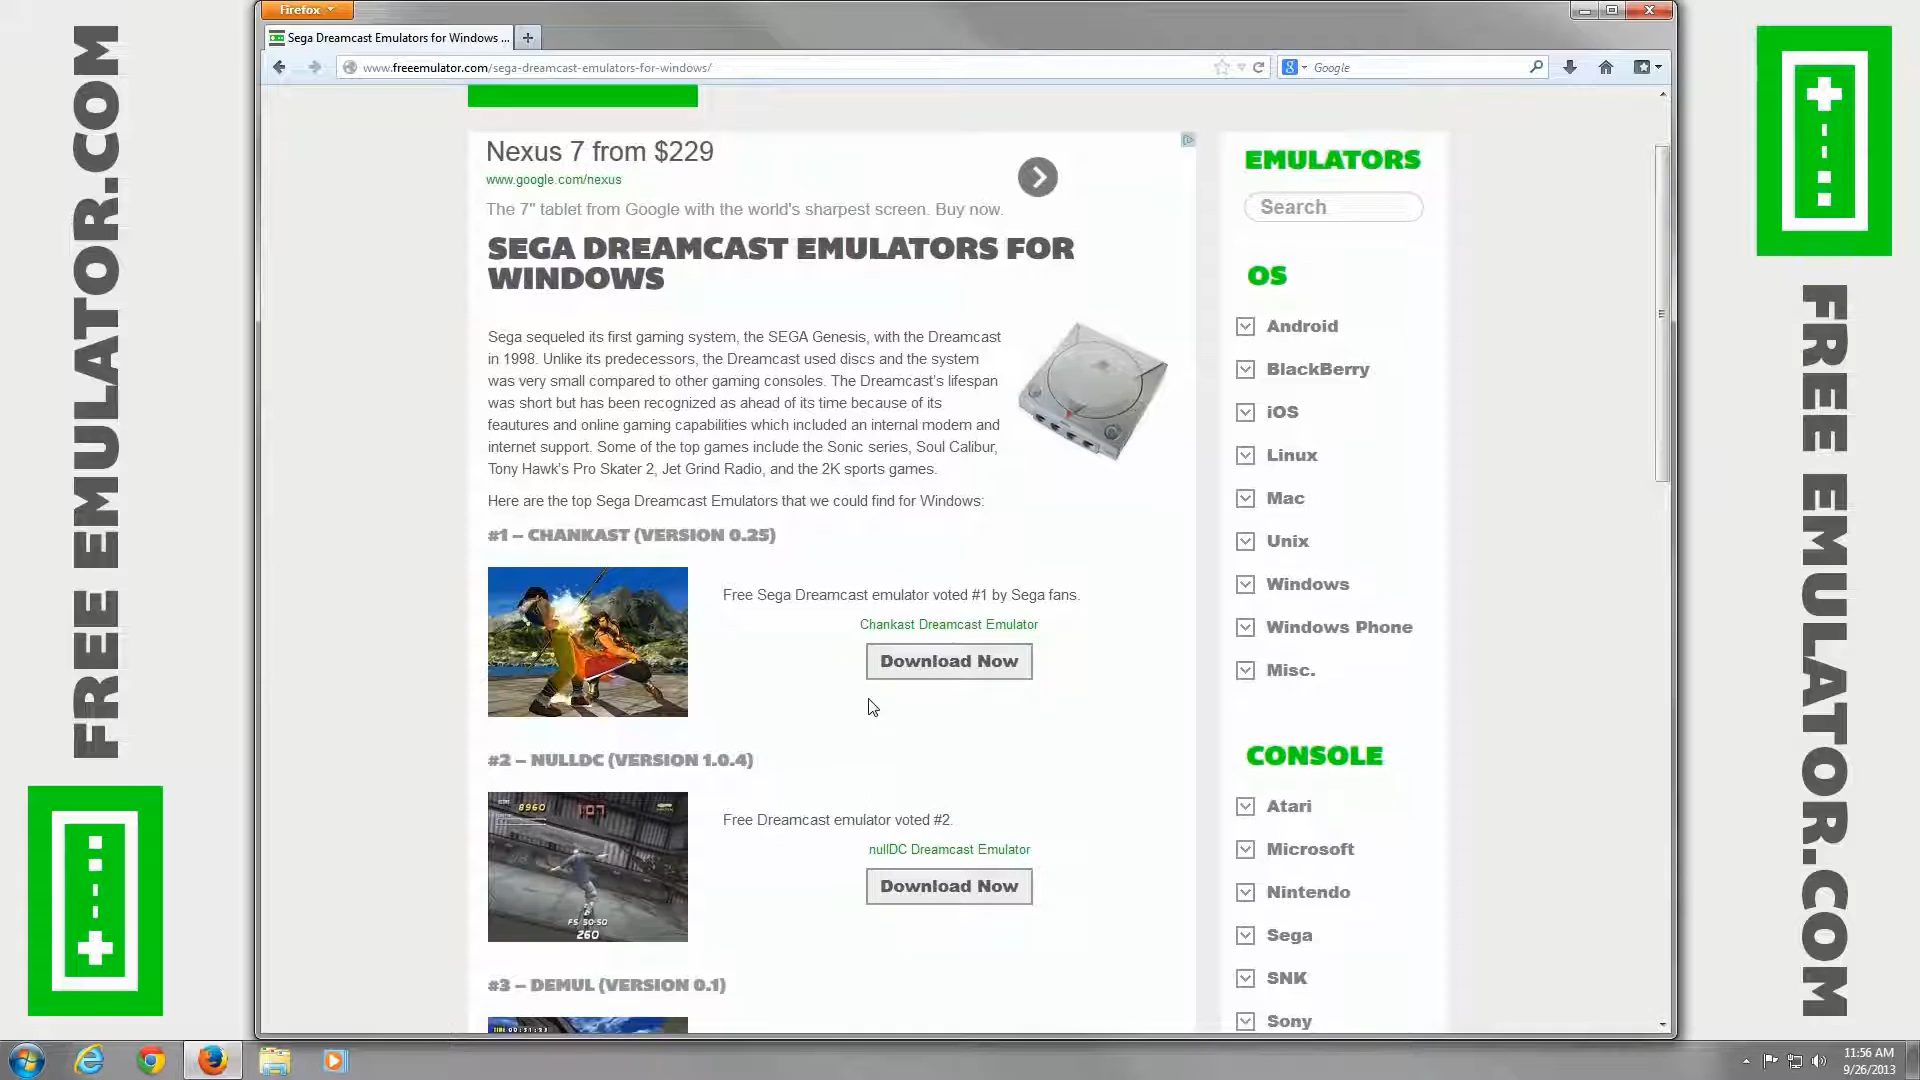 FREE EMULATOR.COM
Firefox
Sega Dreamcast Emulators for Windows ...
www.freeemulator.com/sega-dreamcast-emulators-for-windows/
Google
Nexus 7 from $229
www.google.com/nexus
The 7" tablet from Google with the world's sharpest screen. Buy now.
SEGA DREAMCAST EMULATORS FOR
WINDOWS
Sega sequeled its first gaming system, the SEGA Genesis, with the Dreamcast
in 1998. Unlike its predecessors, the Dreamcast used discs and the system
was very small compared to other gaming consoles. The Dreamcast's lifespan
was short but has been recognized as ahead of its time because of its
feautures and online gaming capabilities which included an internal modem and
internet support. Some of the top games include the Sonic series, Soul Calibur,
Tony Hawk's Pro Skater 2, Jet Grind Radio, and the 2K sports games.
Here are the top Sega Dreamcast Emulators that we could find for Windows:
#1 – CHANKAST (VERSION 0.25)
Free Sega Dreamcast emulator voted #1 by Sega fans.
Chankast Dreamcast Emulator
Download Now
#2 – NULLDC (VERSION 1.0.4)
8960
107
FS 50:50
260
Free Dreamcast emulator voted #2.
nullDC Dreamcast Emulator
Download Now
#3 – DEMUL (VERSION 0.1)
EMULATORS
Search
OS
Android
BlackBerry
iOS
Linux
Mac
Unix
Windows
Windows Phone
Misc.
CONSOLE
Atari
Microsoft
Nintendo
Sega
SNK
Sony
FREE EMULATOR.COM
11:56 AM
9/26/2013